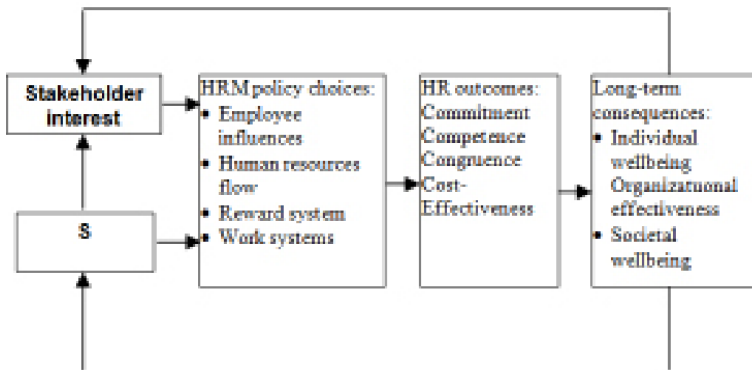 Stakeholder
interest
S
HRM policy choices:
• Employee
influences
• Human resources
flow
• Reward system
• Work systems
HR outcomes:
Commitment
Competence
Congruence
Cost-
Effectiveness
Long-term
consequences:
• Individual
wellbeing
Organizatuonal
effectiveness
• Societal
wellbeing